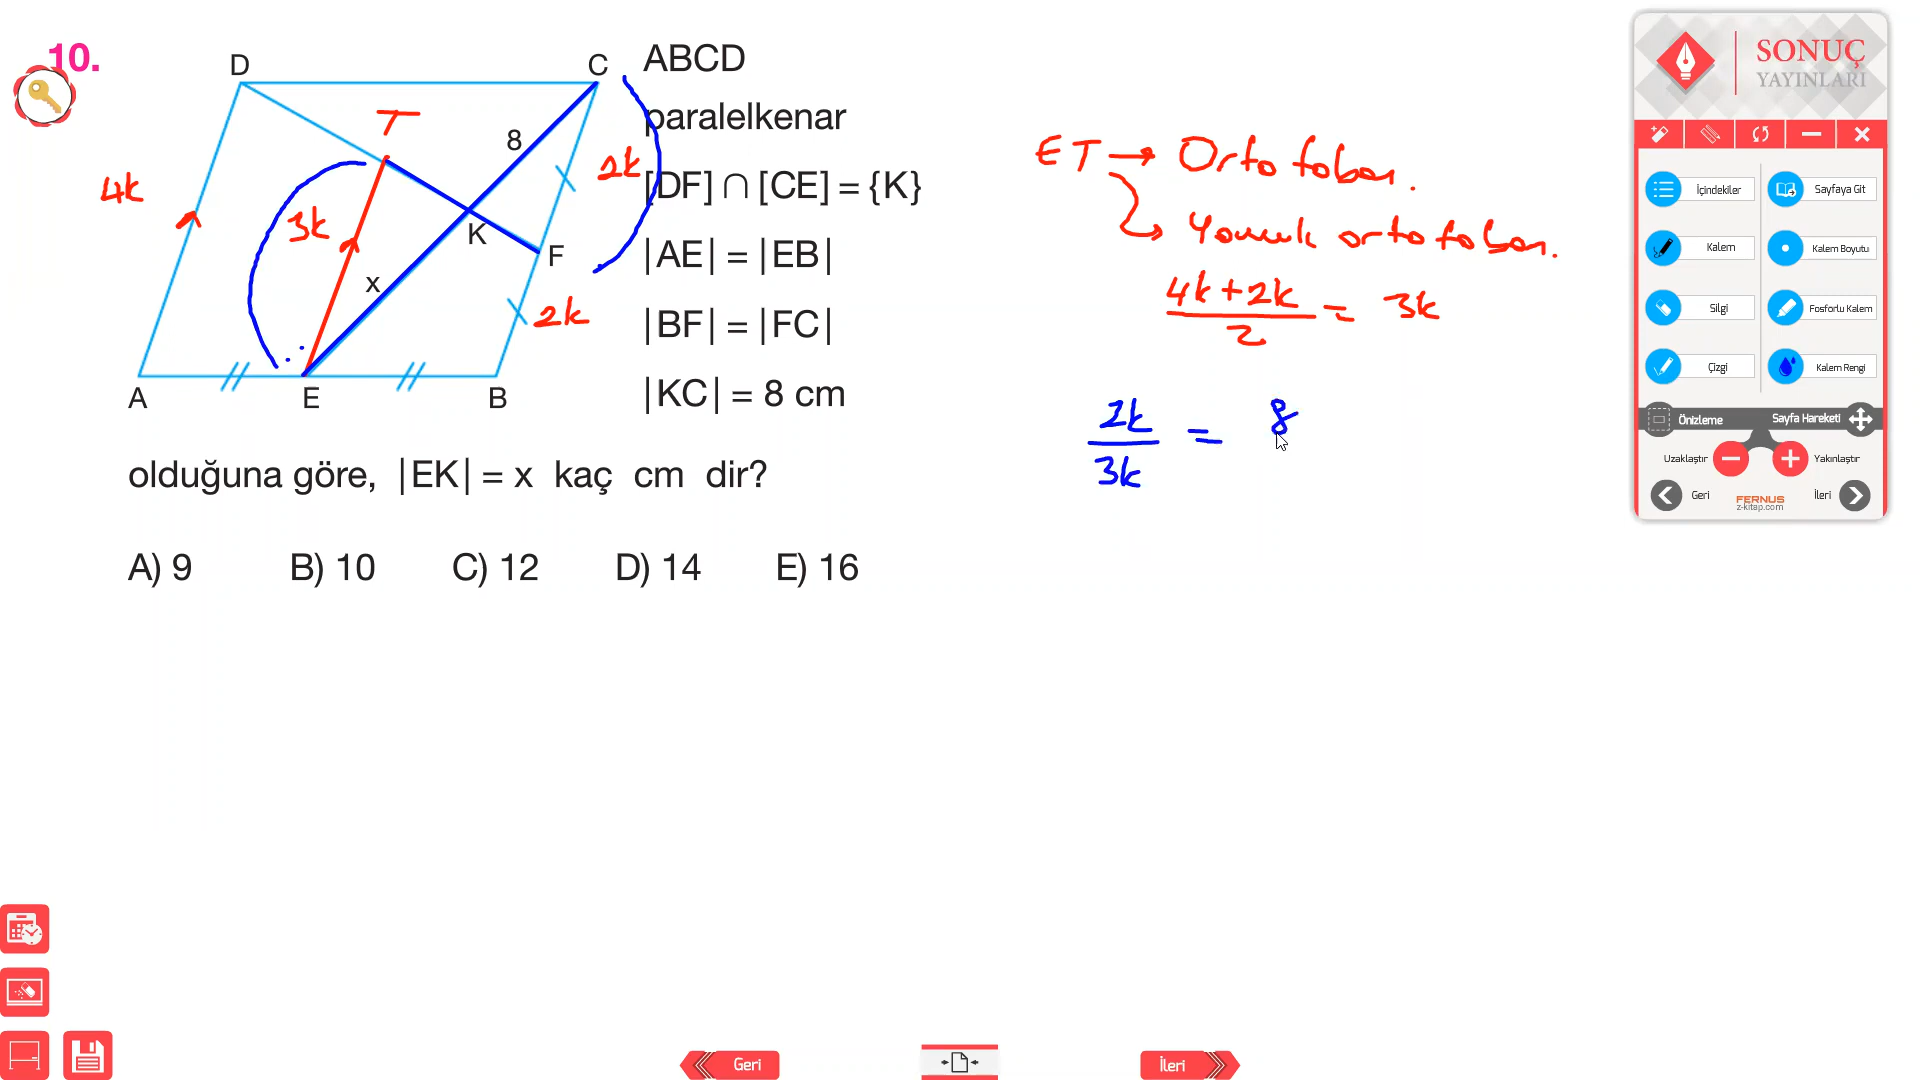 10.
D
C
T
8
4k
2k
3k
K
F
x
2k
A
E
B
ABCD
paralelkenar
[DF] ∩ [CE] = {K}
|AE| = |EB|
|BF| = |FC|
|KC| = 8 cm
olduğuna göre, |EK| = x kaç cm dir?
A) 9 B) 10 C) 12 D) 14 E) 16
ET → Orta taban.
Yamuk orta taban.
4k+2k / 2 = 3k
2k / 3k = 8
SONUÇ
YAYINLARI
İçindekiler
Sayfaya Git
Kalem
Kalem Boyutu
Silgi
Fosforlu Kalem
Çizgi
Kalem Rengi
Önizleme
Sayfa Hareketi
Uzaklaştır
Yakınlaştır
Geri
FERNUS
z-kitap.com
İleri
Geri
İleri